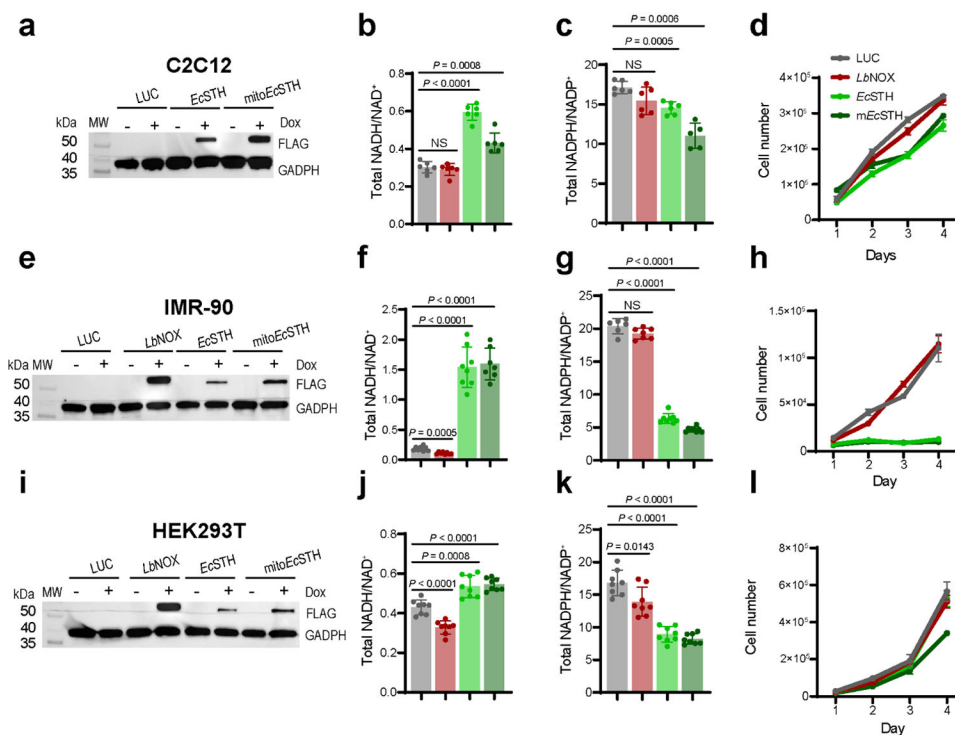 a
C2C12
LUC EcSTH mitoEcSTH
kDa MW - + - + - + Dox
50 FLAG
40
35 GADPH
b
P = 0.0008
P < 0.0001
NS
Total NADH/NAD⁺
0.8
0.6
0.4
0.2
0.0
c
P = 0.0006
P = 0.0005
NS
Total NADPH/NADP⁺
20
15
10
5
0
d
LUC
LbNOX
EcSTH
mEcSTH
Cell number
4×10⁵
3×10⁵
2×10⁵
1×10⁵
0
1 2 3 4
Days
e
IMR-90
LUC LbNOX EcSTH mitoEcSTH
kDa MW - + - + - + - + Dox
50 FLAG
40 GADPH
35
f
P < 0.0001
P < 0.0001
P = 0.0005
Total NADH/NAD⁺
2.5
2.0
1.5
1.0
0.5
0.0
g
P < 0.0001
P < 0.0001
NS
Total NADPH/NADP⁺
25
20
15
10
5
0
h
Cell number
1×10⁵
5×10⁴
0
1 2 3 4
Day
i
HEK293T
LUC LbNOX EcSTH mitoEcSTH
kDa MW - + - + - + - + Dox
50 FLAG
40 GADPH
35
j
P < 0.0001
P = 0.0008
P < 0.0001
Total NADH/NAD⁺
0.8
0.6
0.4
0.2
0.0
k
P < 0.0001
P < 0.0001
P = 0.0143
Total NADPH/NADP⁺
25
20
15
10
5
0
l
Cell number
8×10⁵
6×10⁵
4×10⁵
2×10⁵
0
1 2 3 4
Day